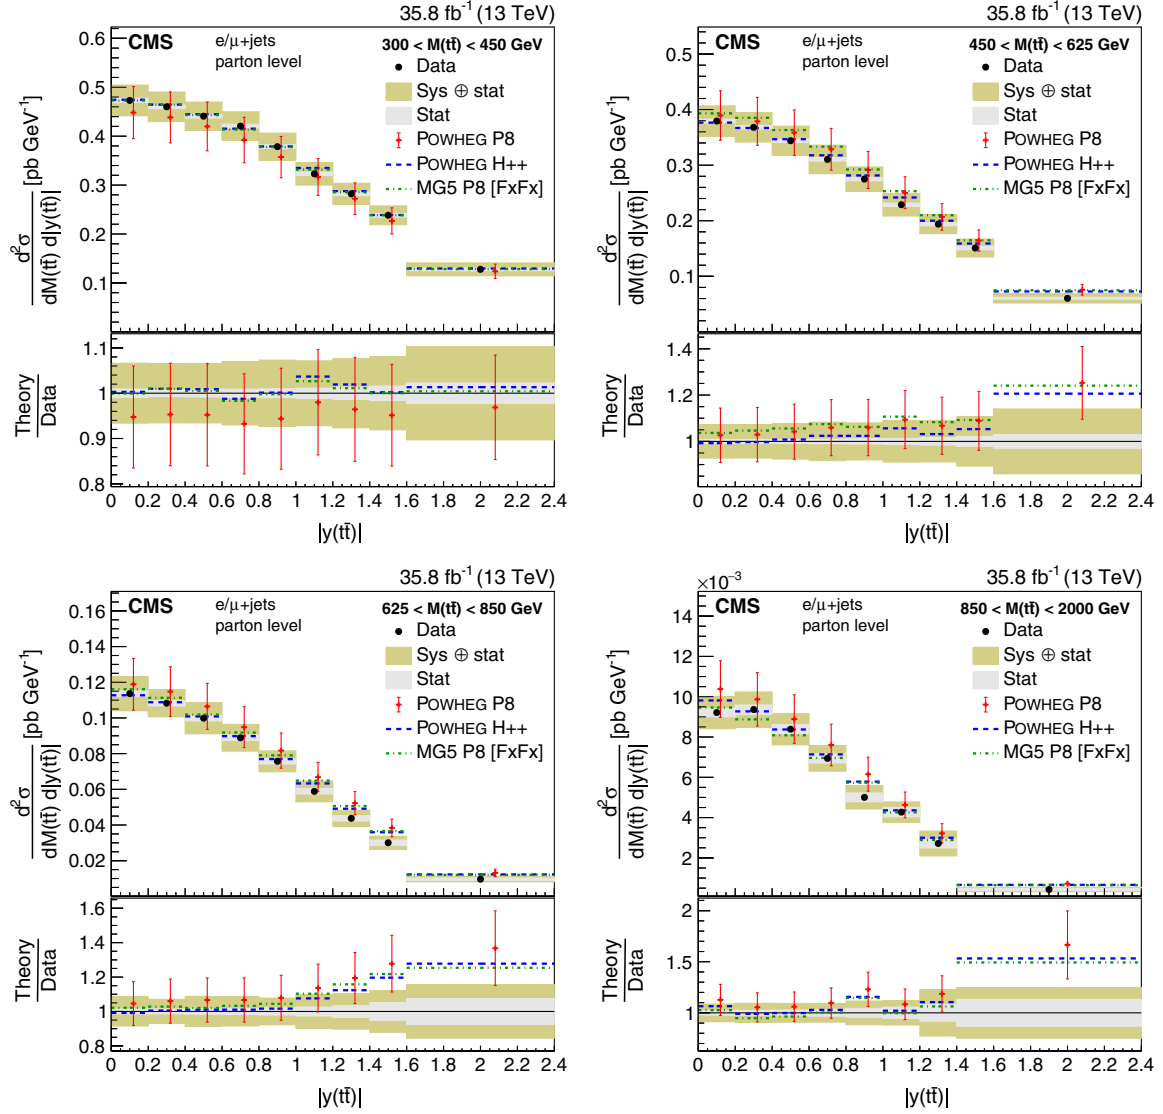 35.8 fb⁻¹ (13 TeV)
CMS
e/μ+jets
parton level
300 < M(tt̄) < 450 GeV
Data
Sys ⊕ stat
Stat
POWHEG P8
POWHEG H++
MG5 P8 [FxFx]
d²σ / dM(tt̄) d|y(tt̄)| [pb GeV⁻¹]
0.6
0.5
0.4
0.3
0.2
0.1
Theory
Data
1.1
1
0.9
0.8
0 0.2 0.4 0.6 0.8 1 1.2 1.4 1.6 1.8 2 2.2 2.4
|y(tt̄)|
35.8 fb⁻¹ (13 TeV)
CMS
e/μ+jets
parton level
450 < M(tt̄) < 625 GeV
Data
Sys ⊕ stat
Stat
POWHEG P8
POWHEG H++
MG5 P8 [FxFx]
d²σ / dM(tt̄) d|y(tt̄)| [pb GeV⁻¹]
0.5
0.4
0.3
0.2
0.1
Theory
Data
1.4
1.2
1
0 0.2 0.4 0.6 0.8 1 1.2 1.4 1.6 1.8 2 2.2 2.4
|y(tt̄)|
35.8 fb⁻¹ (13 TeV)
CMS
e/μ+jets
parton level
625 < M(tt̄) < 850 GeV
Data
Sys ⊕ stat
Stat
POWHEG P8
POWHEG H++
MG5 P8 [FxFx]
d²σ / dM(tt̄) d|y(tt̄)| [pb GeV⁻¹]
0.16
0.14
0.12
0.1
0.08
0.06
0.04
0.02
Theory
Data
1.6
1.4
1.2
1
0.8
0 0.2 0.4 0.6 0.8 1 1.2 1.4 1.6 1.8 2 2.2 2.4
|y(tt̄)|
×10⁻³
35.8 fb⁻¹ (13 TeV)
CMS
e/μ+jets
parton level
850 < M(tt̄) < 2000 GeV
Data
Sys ⊕ stat
Stat
POWHEG P8
POWHEG H++
MG5 P8 [FxFx]
d²σ / dM(tt̄) d|y(tt̄)| [pb GeV⁻¹]
14
12
10
8
6
4
2
Theory
Data
2
1.5
1
0 0.2 0.4 0.6 0.8 1 1.2 1.4 1.6 1.8 2 2.2 2.4
|y(tt̄)|